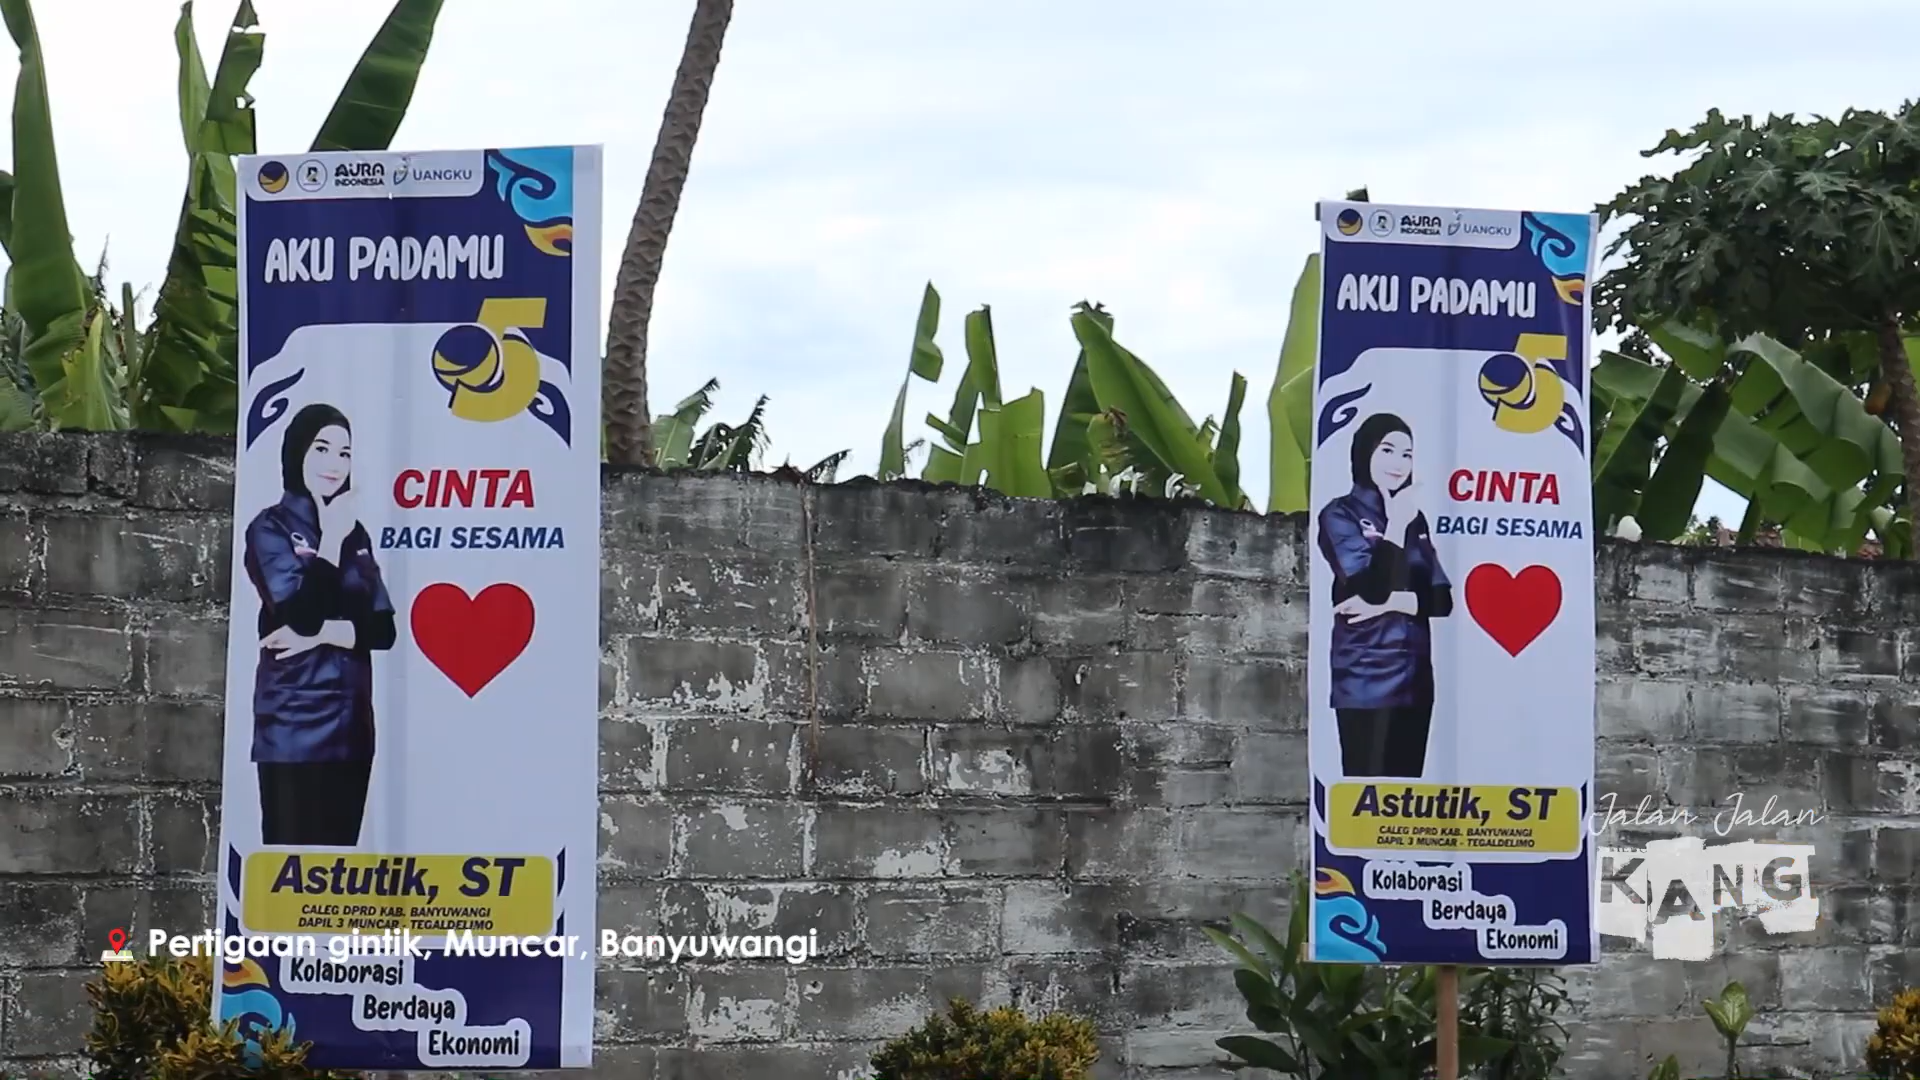 AURA
INDONESIA
UANGKU
AKU PADAMU
5
CINTA
BAGI SESAMA
Astutik, ST
CALEG DPRD KAB. BANYUWANGI
DAPIL 3 MUNCAR - TEGALDELIMO
Kolaborasi
Berdaya
Ekonomi
AURA
INDONESIA
UANGKU
AKU PADAMU
5
CINTA
BAGI SESAMA
Astutik, ST
CALEG DPRD KAB. BANYUWANGI
DAPIL 3 MUNCAR - TEGALDELIMO
Kolaborasi
Berdaya
Ekonomi
Pertigaan gintik, Muncar, Banyuwangi
Jalan Jalan
KANG